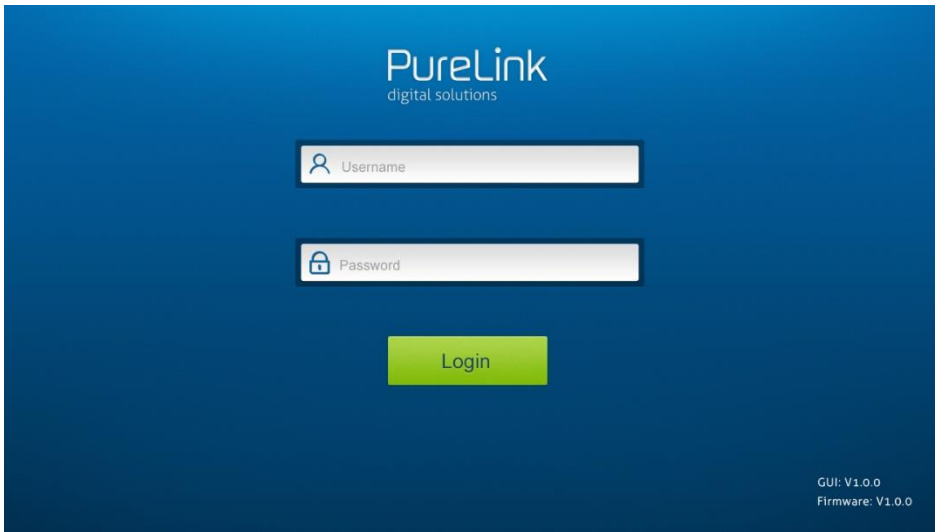 PureLink
digital solutions
Username
Password
Login
GUI: V1.0.0
Firmware: V1.0.0